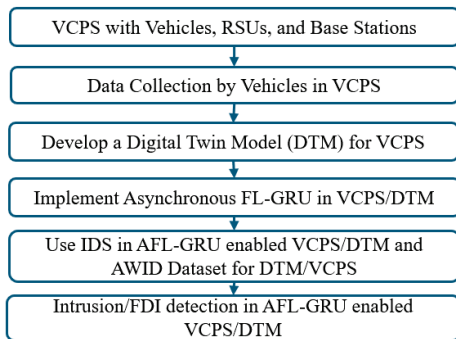 VCPS with Vehicles, RSUs, and Base Stations
Data Collection by Vehicles in VCPS
Develop a Digital Twin Model (DTM) for VCPS
Implement Asynchronous FL-GRU in VCPS/DTM
Use IDS in AFL-GRU enabled VCPS/DTM and
AWID Dataset for DTM/VCPS
Intrusion/FDI detection in AFL-GRU enabled
VCPS/DTM